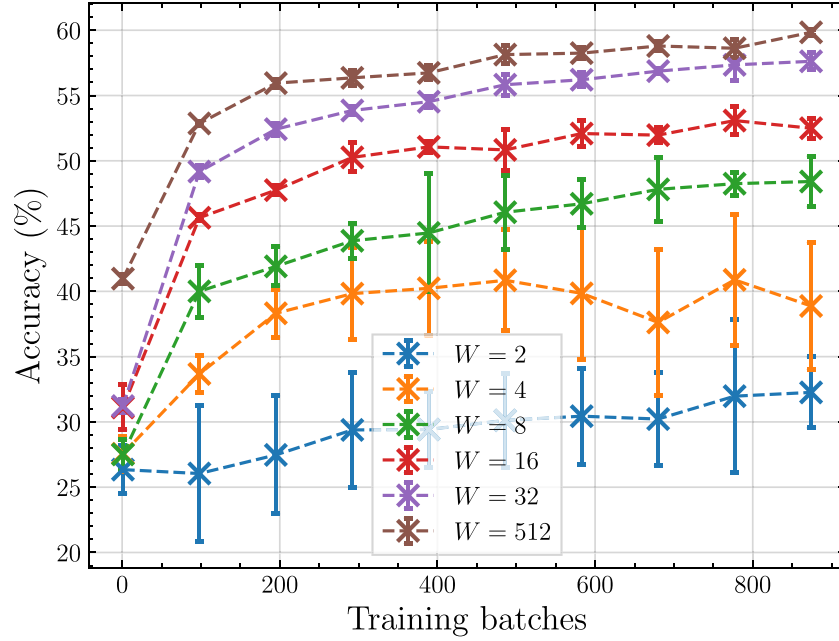 60
55
50
45
40
35
30
25
20
Accuracy (%)
W = 2
W = 4
W = 8
W = 16
W = 32
W = 512
0
200
400
600
800
Training batches